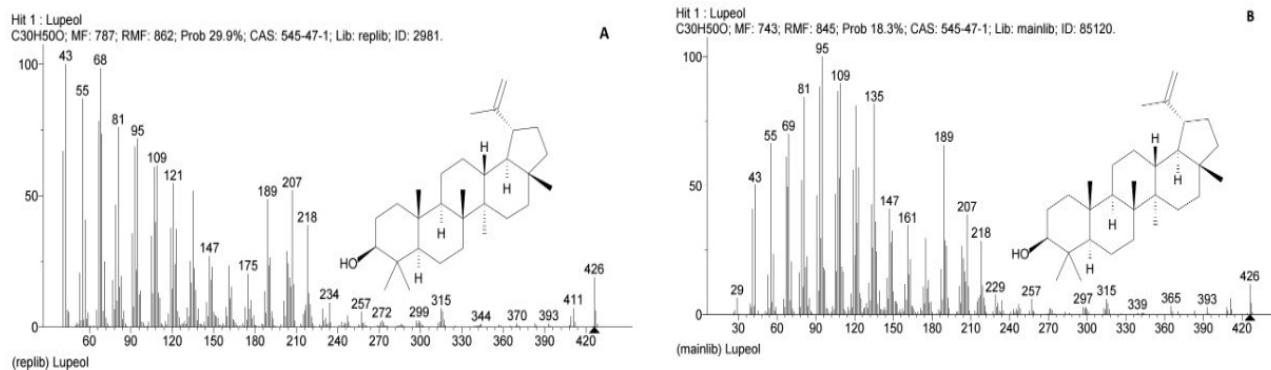 Hit 1 : Lupeol
C30H50O; MF: 787; RMF: 862; Prob 29.9%; CAS: 545-47-1; Lib: replib; ID: 2981.
A
100
50
0
43
68
55
81
95
109
121
147
175
189
207
218
234
257
272
299
315
344
370
393
411
426
H
H
H
HO
60 90 120 150 180 210 240 270 300 330 360 390 420
(replib) Lupeol
Hit 1 : Lupeol
C30H50O; MF: 743; RMF: 845; Prob 18.3%; CAS: 545-47-1; Lib: mainlib; ID: 85120.
B
100
50
0
29
43
55
69
81
95
109
135
147
161
189
207
218
229
257
297
315
339
365
393
426
H
H
H
HO
30 60 90 120 150 180 210 240 270 300 330 360 390 420
(mainlib) Lupeol